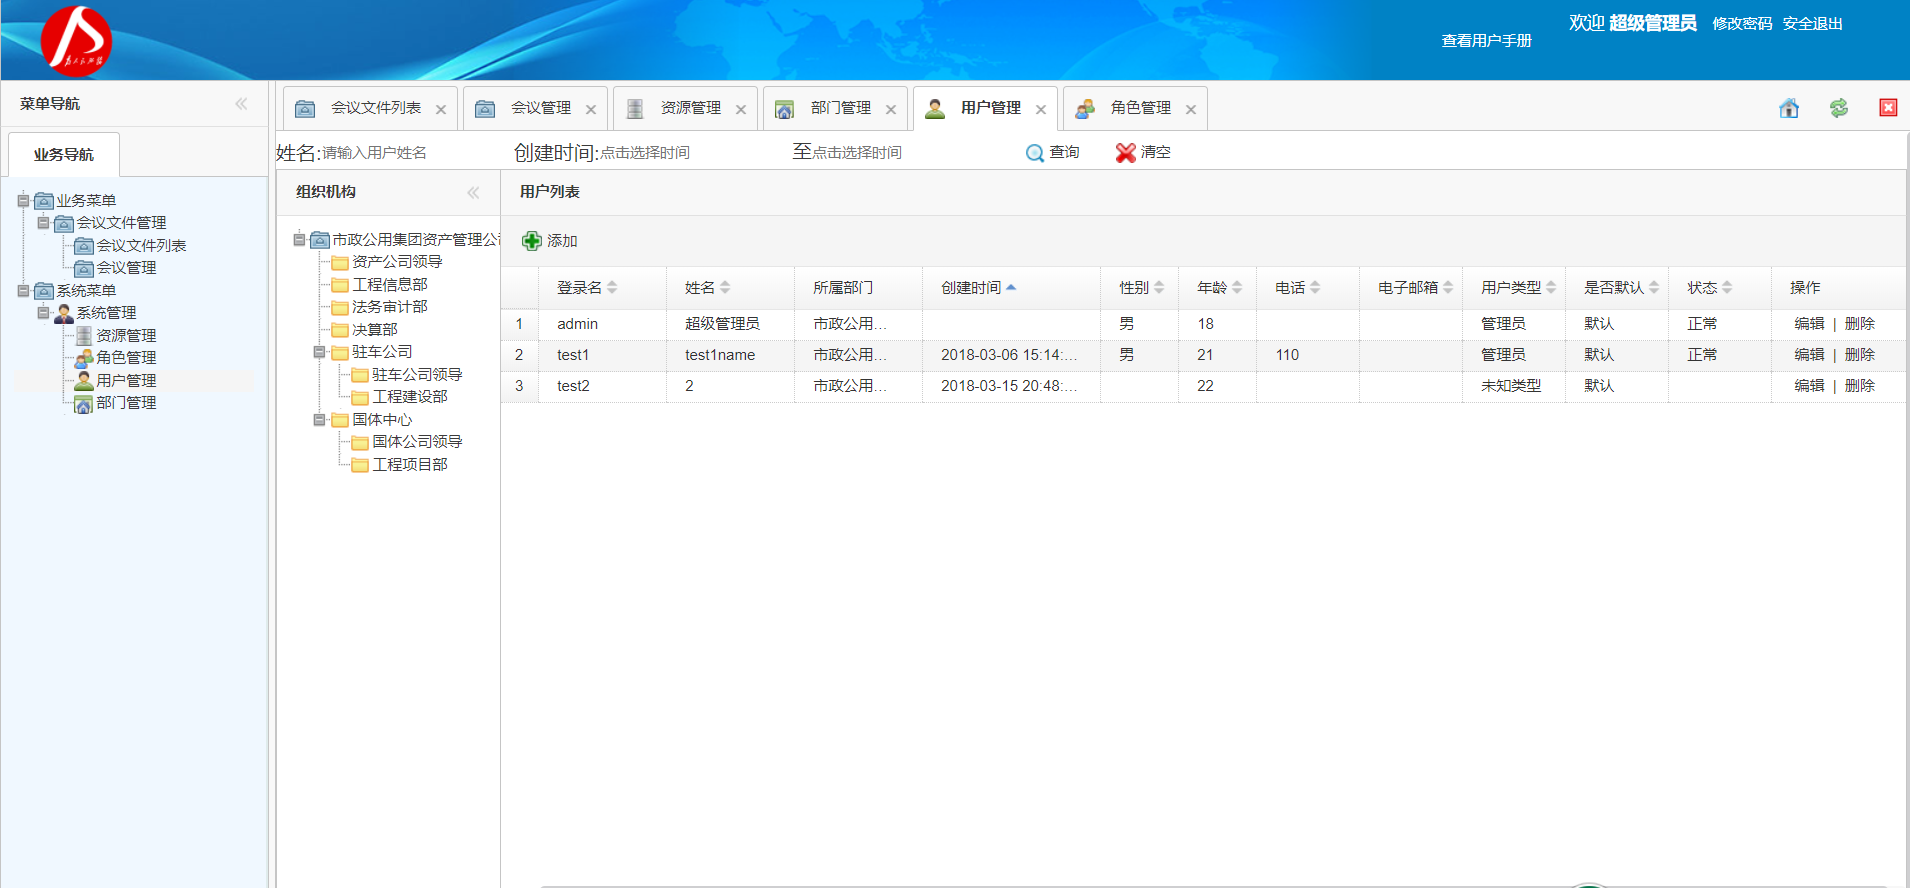 欢迎 超级管理员 修改密码 安全退出
查看用户手册
菜单导航
会议文件列表 会议管理 资源管理 部门管理 用户管理 角色管理
业务导航
姓名:请输入用户姓名 创建时间:点击选择时间 至点击选择时间 查询 清空
业务菜单
会议文件管理
会议文件列表
会议管理
系统菜单
系统管理
资源管理
角色管理
用户管理
部门管理
组织机构
市政公用集团资产管理公
资产公司领导
工程信息部
法务审计部
决算部
驻车公司
驻车公司领导
工程建设部
国体中心
国体公司领导
工程项目部
用户列表
添加
登录名 姓名 所属部门 创建时间 性别 年龄 电话 电子邮箱 用户类型 是否默认 状态 操作
1 admin 超级管理员 市政公用... 男 18 管理员 默认 正常 编辑 | 删除
2 test1 test1name 市政公用... 2018-03-06 15:14:... 男 21 110 管理员 默认 正常 编辑 | 删除
3 test2 2 市政公用... 2018-03-15 20:48:... 22 未知类型 默认 编辑 | 删除